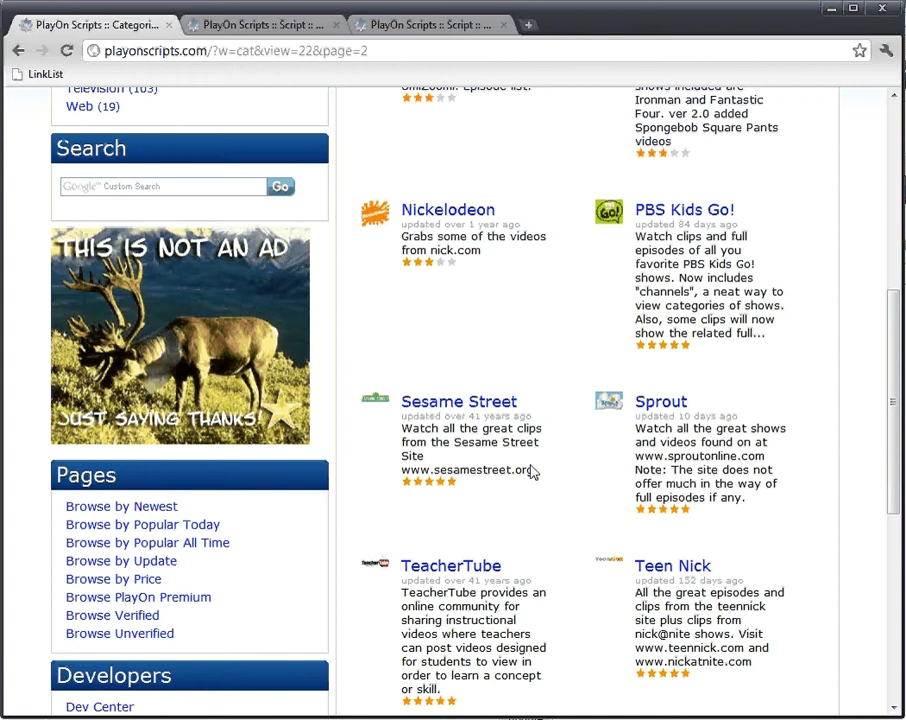 PlayOn Scripts :: Categori...
PlayOn Scripts :: Script :: ...
PlayOn Scripts :: Script :: ...
playonscripts.com/?w=cat&view=22&page=2
LinkList
Television (103)
Web (19)
Search
Google™ Custom Search
Go
THIS IS NOT AN AD
JUST SAYING THANKS!
Pages
Browse by Newest
Browse by Popular Today
Browse by Popular All Time
Browse by Update
Browse by Price
Browse PlayOn Premium
Browse Verified
Browse Unverified
Developers
Dev Center
UmiZoomi. Episode list.
shows included are
Ironman and Fantastic
Four. ver 2.0 added
Spongebob Square Pants
videos
Nickelodeon
updated over 1 year ago
Grabs some of the videos
from nick.com
GO!
PBS Kids Go!
updated 84 days ago
Watch clips and full
episodes of all you
favorite PBS Kids Go!
shows. Now includes
"channels", a neat way to
view categories of shows.
Also, some clips will now
show the related full...
Sesame Street
updated over 41 years ago
Watch all the great clips
from the Sesame Street
Site
www.sesamestreet.org
Sprout
updated 10 days ago
Watch all the great shows
and videos found on at
www.sproutonline.com
Note: The site does not
offer much in the way of
full episodes if any.
TeacherTube
TeacherTube
updated over 41 years ago
TeacherTube provides an
online community for
sharing instructional
videos where teachers
can post videos designed
for students to view in
order to learn a concept
or skill.
Teen Nick
updated 152 days ago
All the great episodes and
clips from the teennick
site plus clips from
nick@nite shows. Visit
www.teennick.com and
www.nickatnite.com